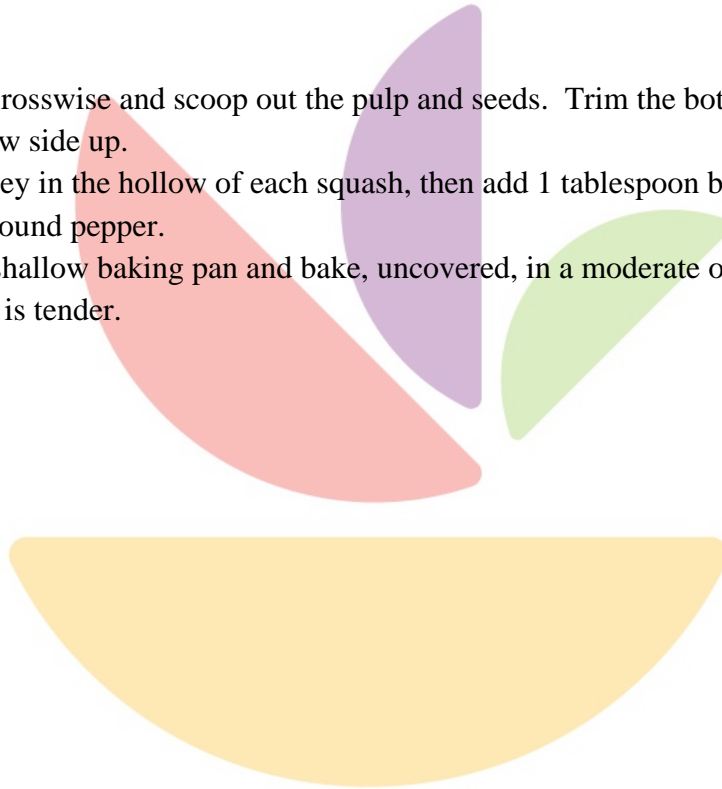 rosswise and scoop out the pulp and seeds. Trim the bot
w side up.
ey in the hollow of each squash, then add 1 tablespoon b
ound pepper.
shallow baking pan and bake, uncovered, in a moderate o
is tender.